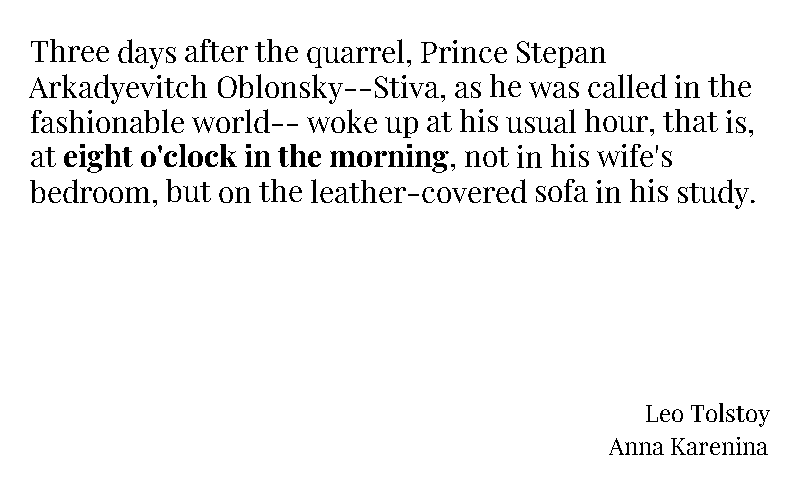 Three days after the quarrel, Prince Stepan
Arkadyevitch Oblonsky--Stiva, as he was called in the
fashionable world-- woke up at his usual hour, that is,
at eight o'clock in the morning, not in his wife's
bedroom, but on the leather-covered sofa in his study.
Leo Tolstoy
Anna Karenina